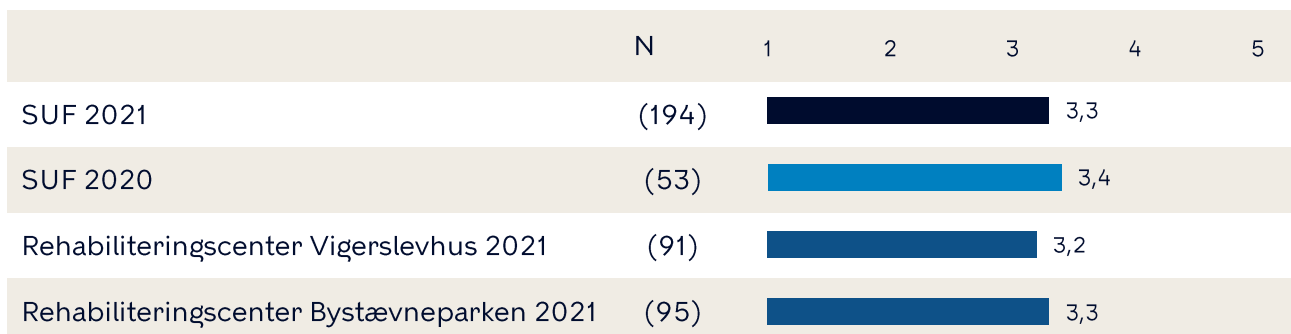 N 1 2 3 4 5
SUF 2021 (194) 3,3
SUF 2020 (53) 3,4
Rehabiliteringscenter Vigerslevhus 2021 (91) 3,2
Rehabiliteringscenter Bystævneparken 2021 (95) 3,3